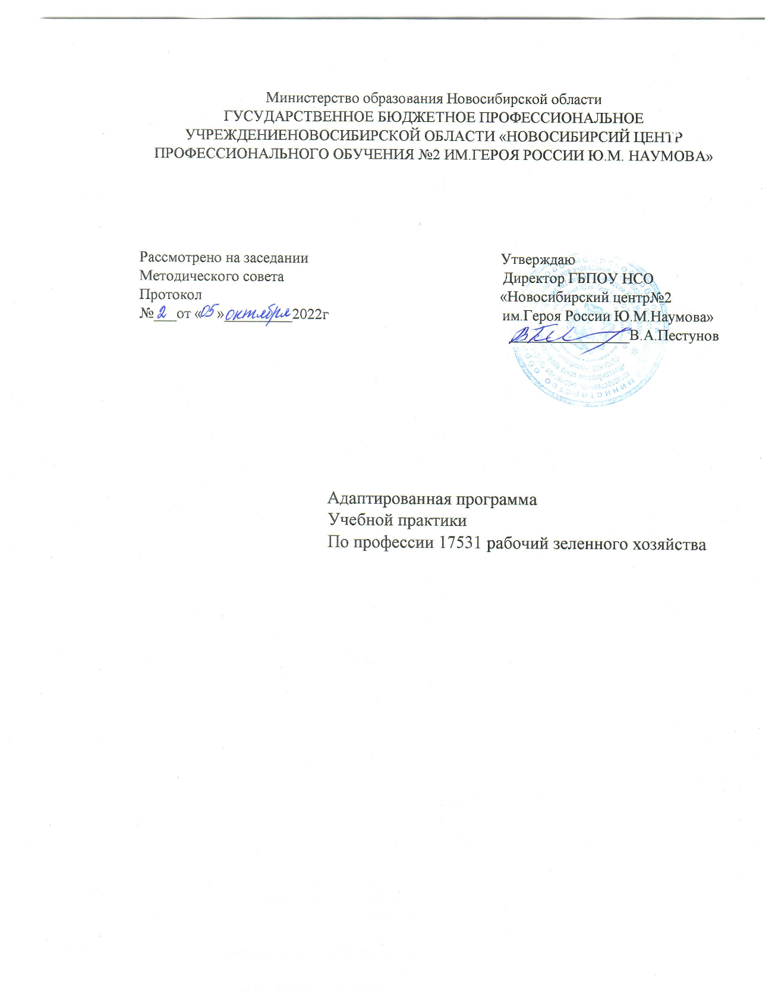 Министерство образования Новосибирской области
ГУСУДАРСТВЕННОЕ БЮДЖЕТНОЕ ПРОФЕССИОНАЛЬНОЕ
УЧРЕЖДЕНИЕНОВОСИБИРСКОЙ ОБЛАСТИ «НОВОСИБИРСИЙ ЦЕНТР
ПРОФЕССИОНАЛЬНОГО ОБУЧЕНИЯ №2 ИМ.ГЕРОЯ РОССИИ Ю.М. НАУМОВА»
Рассмотрено на заседании
Методического совета
Протокол
№ 2 от «05» октября 2022г
Утверждаю
Директор ГБПОУ НСО
«Новосибирский центр№2
им.Героя России Ю.М.Наумова»
В.А.Пестунов
Адаптированная программа
Учебной практики
По профессии 17531 рабочий зеленного хозяйства